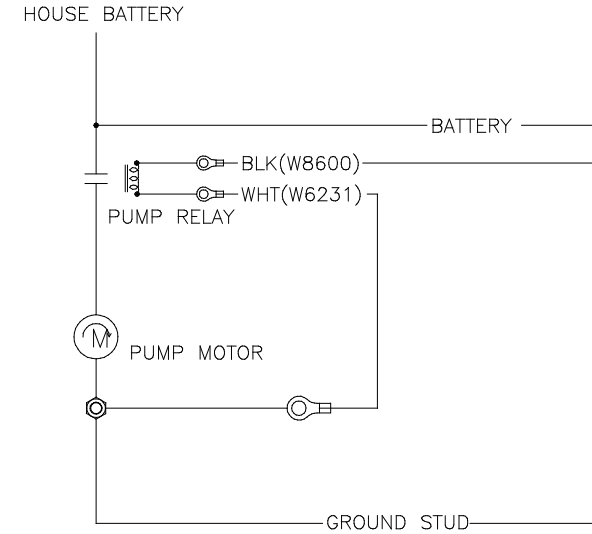 HOUSE BATTERY
BATTERY
BLK(W8600)
WHT(W6231)
PUMP RELAY
M
PUMP MOTOR
GROUND STUD